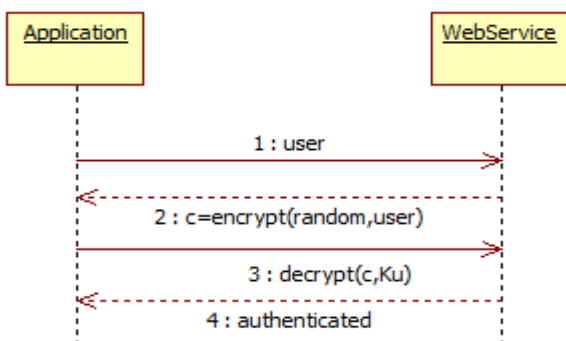 Application
WebService
1 : user
2 : c=encrypt(random,user)
3 : decrypt(c,Ku)
4 : authenticated